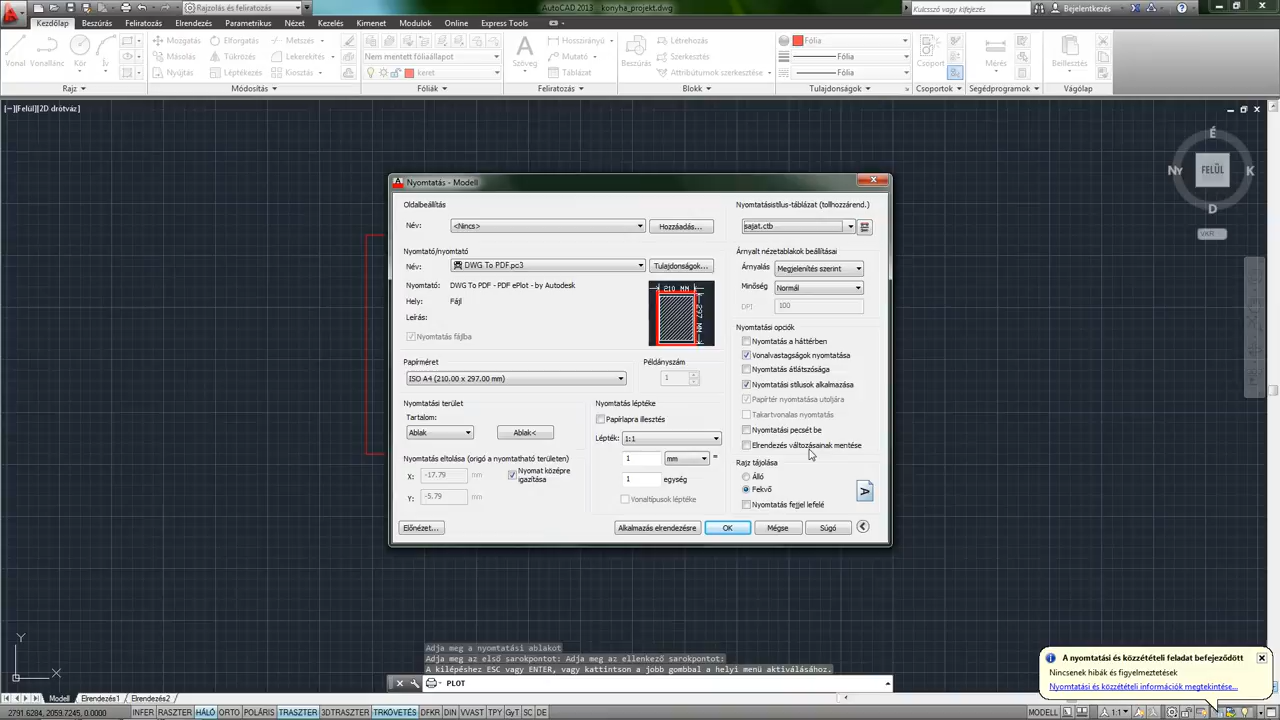 Rajzolás és feliratozás
AutoCAD 2013 konyha_projekt.dwg
Kulcsszó vagy kifejezés
Bejelentkezés
Kezdőlap Beszúrás Feliratozás Elrendezés Parametrikus Nézet Kezelés Kimenet Modulok Online Express Tools
Vonal Vonallánc Kör Ív
Mozgatás Elforgatás Metszés
Másolás Tükrözés Lekerekítés
Nyújtás Léptékezés Kiosztás
Nem mentett fóliaállapot
keret
Szöveg
Hosszirányú
Mutató
Táblázat
Beszúrás
Létrehozás
Szerkesztés
Attribútumok szerkesztése
Fólia
Fólia
Fólia
Csoport
Mérés
Beillesztés
Rajz Módosítás Fóliák Feliratozás Blokk Tulajdonságok Csoportok Segédprogramok Vágólap
[−][Felül][2D drótváz]
É
NY FELÜL K
D
VKR
Nyomtatás - Modell
Oldalbeállítás
Név: <Nincs> Hozzáadás...
Nyomtató/nyomtató
Név: DWG To PDF.pc3 Tulajdonságok...
Nyomtató: DWG To PDF - PDF ePlot - by Autodesk
Hely: Fájl
Leírás:
Nyomtatás fájlba
210 MM
297 MM
Papírméret
ISO A4 (210.00 x 297.00 mm)
Példányszám
1
Nyomtatási terület
Tartalom:
Ablak Ablak<
Nyomtatás eltolása (origó a nyomtatható területen)
X: -17.79 mm
Nyomat középre igazítása
Y: -5.79 mm
Nyomtatás léptéke
Papírlapra illesztés
Lépték: 1:1
1 mm =
1 egység
Vonaltípusok léptéke
Nyomtatásistílus-táblázat (tollhozzárend.)
sajat.ctb
Árnyalt nézetablakok beállításai
Árnyalás Megjelenítés szerint
Minőség Normál
DPI 100
Nyomtatási opciók
Nyomtatás a háttérben
Vonalvastagságok nyomtatása
Nyomtatás átlátszósága
Nyomtatási stílusok alkalmazása
Papírtér nyomtatása utoljára
Takartvonalas nyomtatás
Nyomtatási pecsét be
Elrendezés változásainak mentése
Rajz tájolása
Álló
Fekvő
Nyomtatás fejjel lefelé
A
Előnézet... Alkalmazás elrendezésre OK Mégse Súgó
Y
X
Adja meg a nyomtatási ablakot
Adja meg az első sarokpontot: Adja meg az ellenkező sarokpontot:
A kilépéshez ESC vagy ENTER, vagy kattintson a jobb gombbal a helyi menü aktiválásához.
PLOT
A nyomtatási és közzétételi feladat befejeződött
Nincsenek hibák és figyelmeztetések
Nyomtatási és közzétételi információk megtekintése...
Modell Elrendezés1 Elrendezés2
2791.6284, 2059.7245, 0.0000 INFER RASZTER HÁLÓ ORTO POLÁRIS TRASZTER 3DTRASZTER TRKÖVETÉS DFKR DIN VVAST TPY GyT SC DE MODELL 1:1